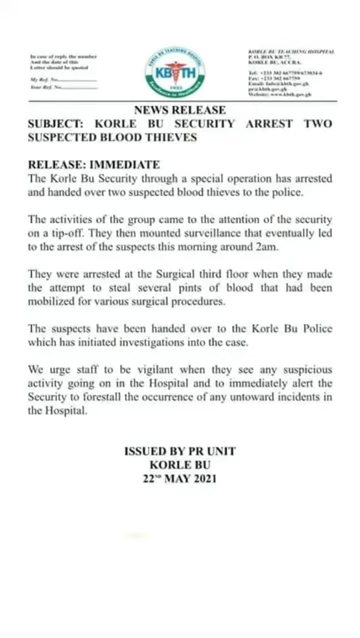 In case of reply the number
And the date of this
Letter should be quoted
My Ref. No.
Your Ref. No.
KORLE BU TEACHING HOSPITAL
KBTH
KORLE BU TEACHING HOSPITAL
P. O. BOX KB 77,
KORLE BU, ACCRA.
NEWS RELEASE
SUBJECT: KORLE BU SECURITY ARREST TWO
SUSPECTED BLOOD THIEVES
RELEASE: IMMEDIATE
The Korle Bu Security through a special operation has arrested
and handed over two suspected blood thieves to the police.
The activities of the group came to the attention of the security
on a tip-off. They then mounted surveillance that eventually led
to the arrest of the suspects this morning around 2am.
They were arrested at the Surgical third floor when they made
the attempt to steal several pints of blood that had been
mobilized for various surgical procedures.
The suspects have been handed over to the Korle Bu Police
which has initiated investigations into the case.
We urge staff to be vigilant when they see any suspicious
activity going on in the Hospital and to immediately alert the
Security to forestall the occurrence of any untoward incidents in
the Hospital.
ISSUED BY PR UNIT
KORLE BU
22ND MAY 2021